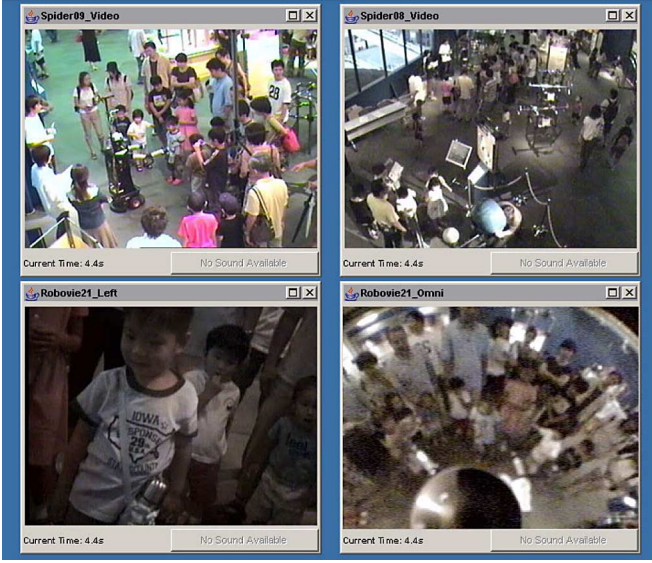 Spider09_Video
Current Time: 4.4s
No Sound Available
Spider08_Video
Current Time: 4.4s
No Sound Available
Robovie21_Left
IOWA
28
Current Time: 4.4s
No Sound Available
Robovie21_Omni
Current Time: 4.4s
No Sound Available